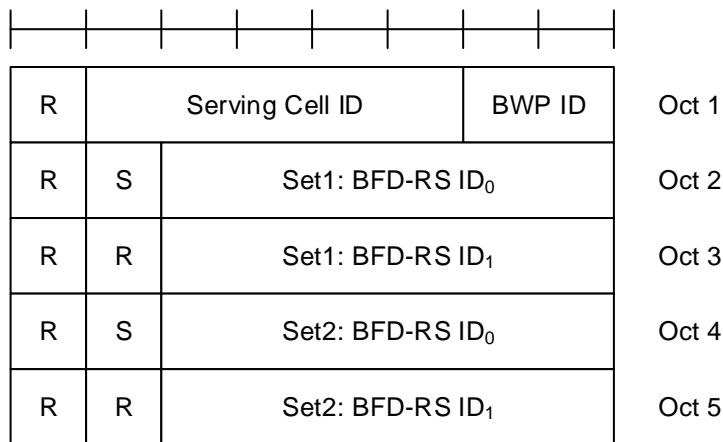 R Serving Cell ID BWP ID Oct 1
R S Set1: BFD-RS ID₀ Oct 2
R R Set1: BFD-RS ID₁ Oct 3
R S Set2: BFD-RS ID₀ Oct 4
R R Set2: BFD-RS ID₁ Oct 5